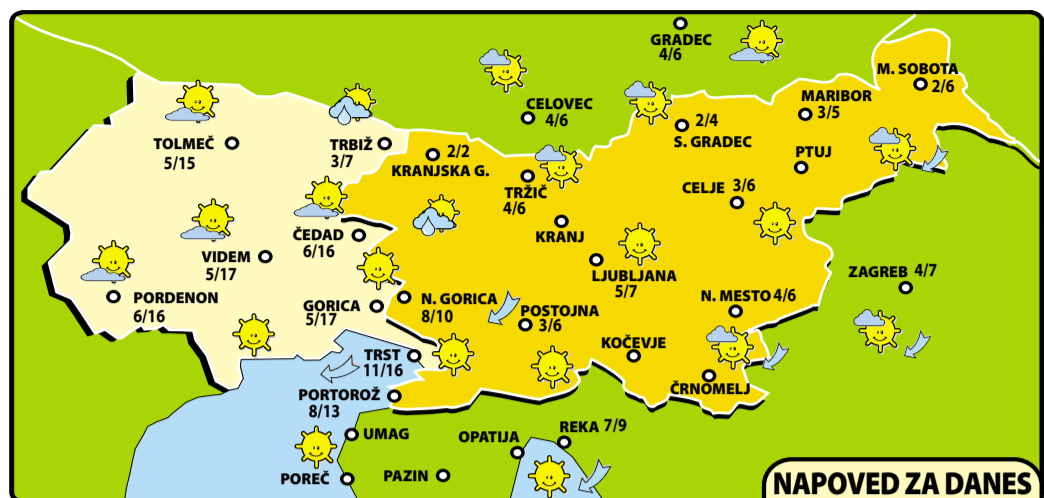 GRADEC
4/6
M. SOBOTA
2/6
MARIBOR
3/5
CELOVEC
4/6
2/4
S. GRADEC
TOLMEČ
5/15
TRBIŽ
3/7
2/2
KRANJSKA G.
PTUJ
TRŽIČ
4/6
CELJE 3/6
ČEDAD
6/16
KRANJ
VIDEM
5/17
LJUBLJANA
5/7
ZAGREB 4/7
PORDENON
6/16
GORICA
5/17
N. GORICA
8/10
POSTOJNA
3/6
N. MESTO 4/6
KOČEVJE
TRST
11/16
ČRNOMELJ
PORTOROŽ
8/13
UMAG
OPATIJA
REKA 7/9
POREČ
PAZIN
NAPOVED ZA DANES